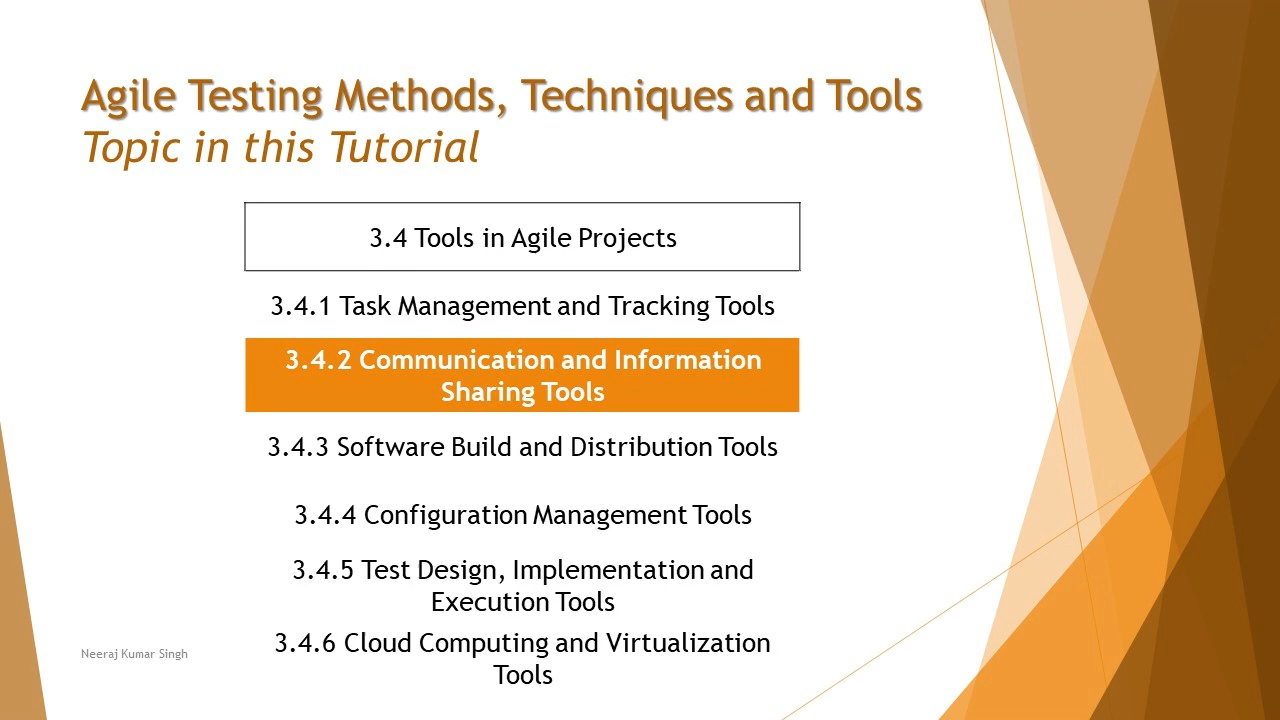 Agile Testing Methods, Techniques and Tools
Topic in this Tutorial
3.4 Tools in Agile Projects
3.4.1 Task Management and Tracking Tools
3.4.2 Communication and Information
Sharing Tools
3.4.3 Software Build and Distribution Tools
3.4.4 Configuration Management Tools
3.4.5 Test Design, Implementation and
Execution Tools
3.4.6 Cloud Computing and Virtualization
Tools
Neeraj Kumar Singh